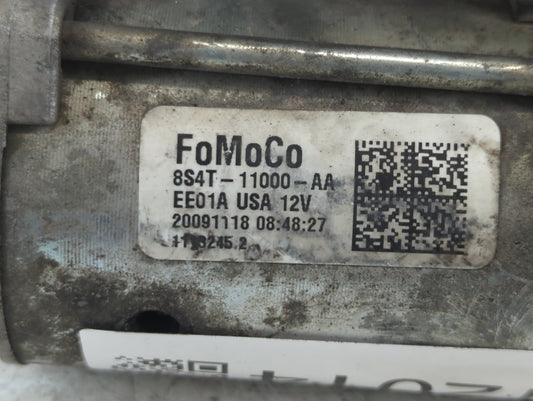 FoMoCo
8S4T-11000-AA
EE01A USA 12V
20091118 08:48:27